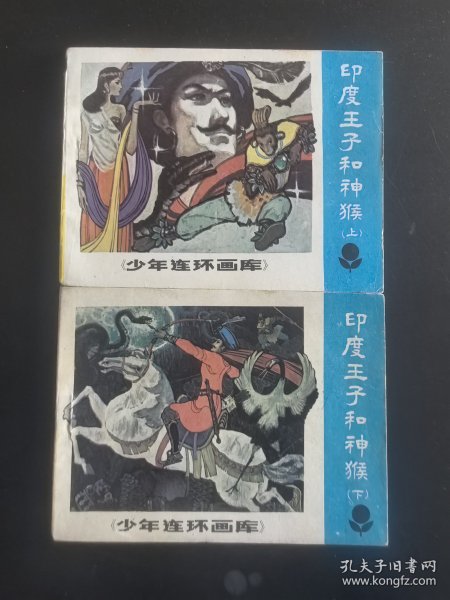 印度王子和神猴
(上)
《少年连环画库》
印度王子和神猴
(下)
《少年连环画库》
孔夫子旧书网
www.kongfz.com